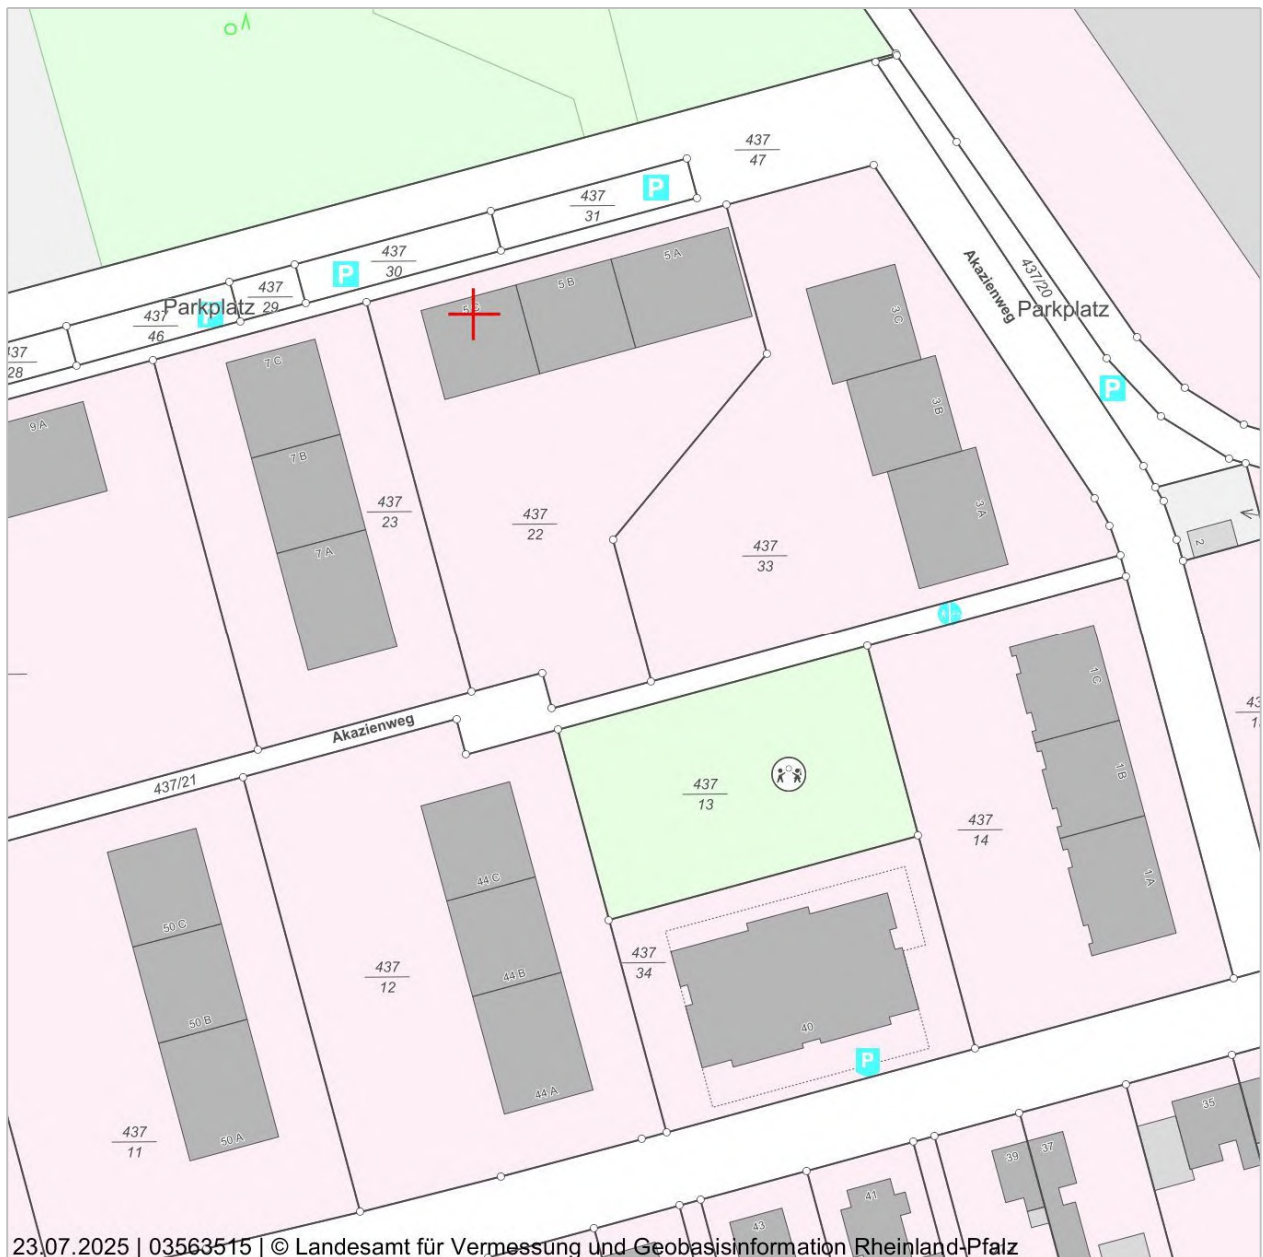 437
47
437
31
P
437
30
P
437
29
Parkplatz
437
46
437
28
5 A
5 B
3 C
3 B
3 A
Akazienweg
437/20
Parkplatz
P
9 A
7 C
7 B
7 A
437
23
437
22
437
33
2
Akazienweg
437/21
437
13
1 C
1 B
1 A
437
14
50 C
50 B
50 A
44 C
44 B
44 A
437
12
437
34
40
P
437
11
35
37
39
41
43
23.07.2025 | 03563515 | © Landesamt für Vermessung und Geobasisinformation Rheinland-Pfalz